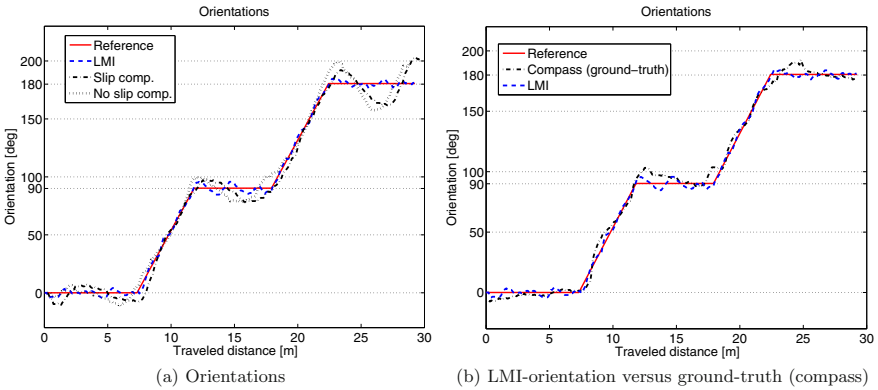 Orientations
200
180
150
100
90
50
0
Orientation [deg]
Reference
LMI
Slip comp.
No slip comp.
0 5 10 15 20 25 30
Traveled distance [m]
(a) Orientations
Orientations
200
180
150
100
90
50
0
Orientation [deg]
Reference
Compass (ground-truth)
LMI
0 5 10 15 20 25 30
Traveled distance [m]
(b) LMI-orientation versus ground-truth (compass)